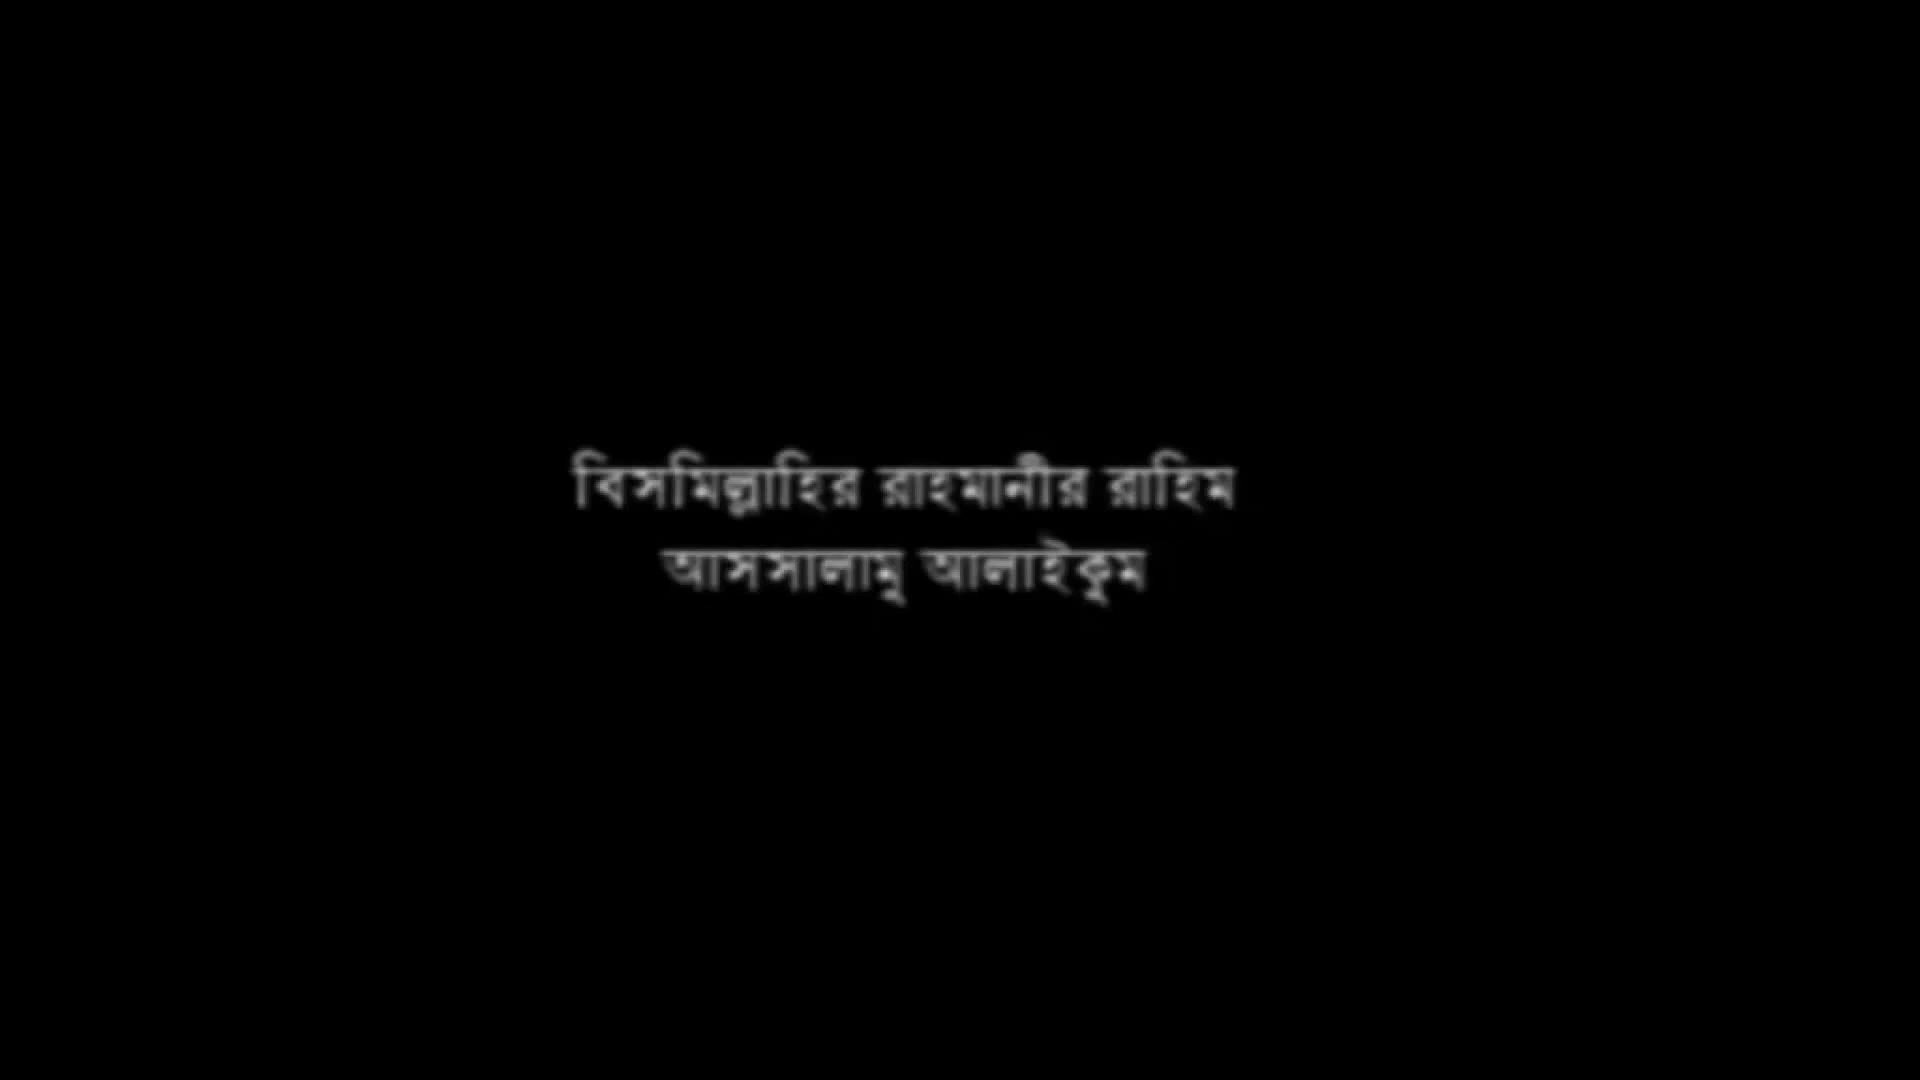 বিসমিল্লাহির রাহমানীর রাহিম
আসসালামু আলাইকুম